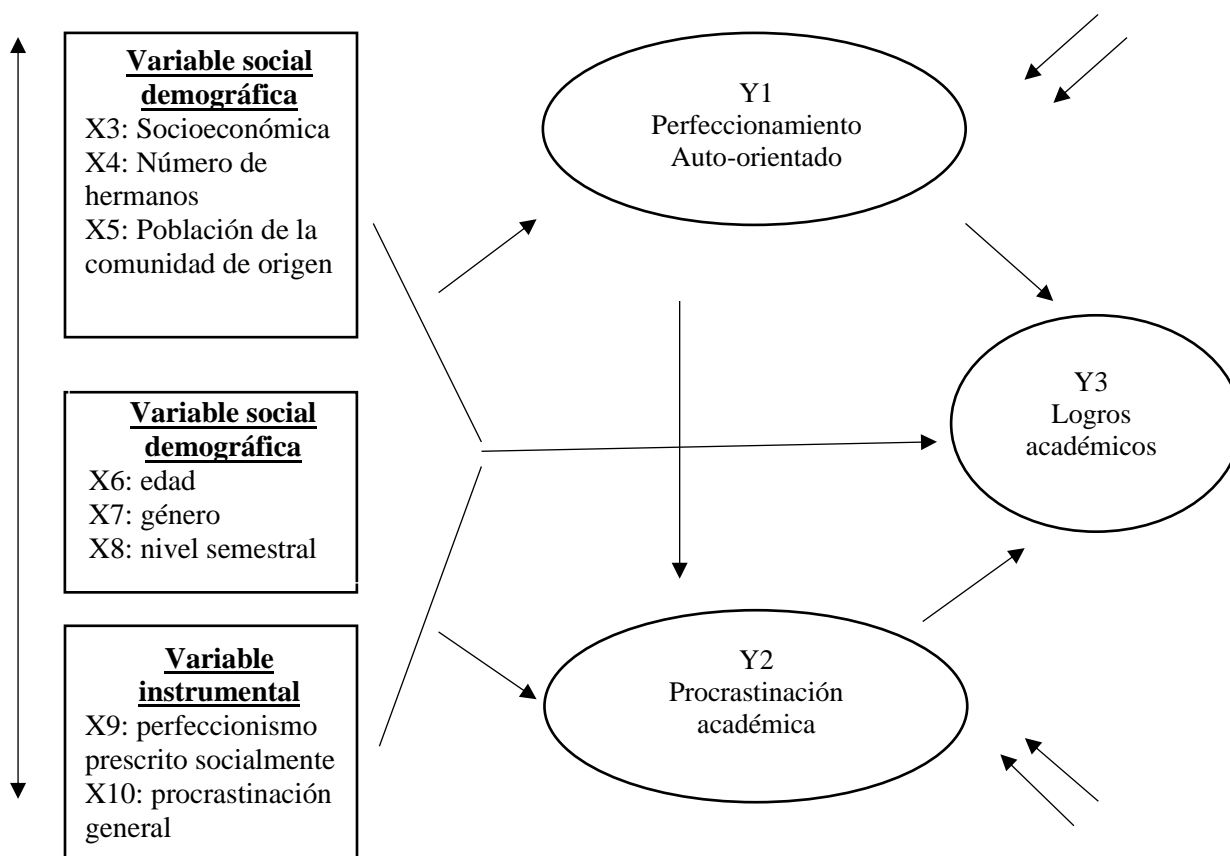 Variable social
demográfica
X3: Socioeconómica
X4: Número de
hermanos
X5: Población de la
comunidad de origen
Variable social
demográfica
X6: edad
X7: género
X8: nivel semestral
Variable
instrumental
X9: perfeccionismo
prescrito socialmente
X10: procrastinación
general
Y1
Perfeccionamiento
Auto-orientado
Y3
Logros
académicos
Y2
Procrastinación
académica